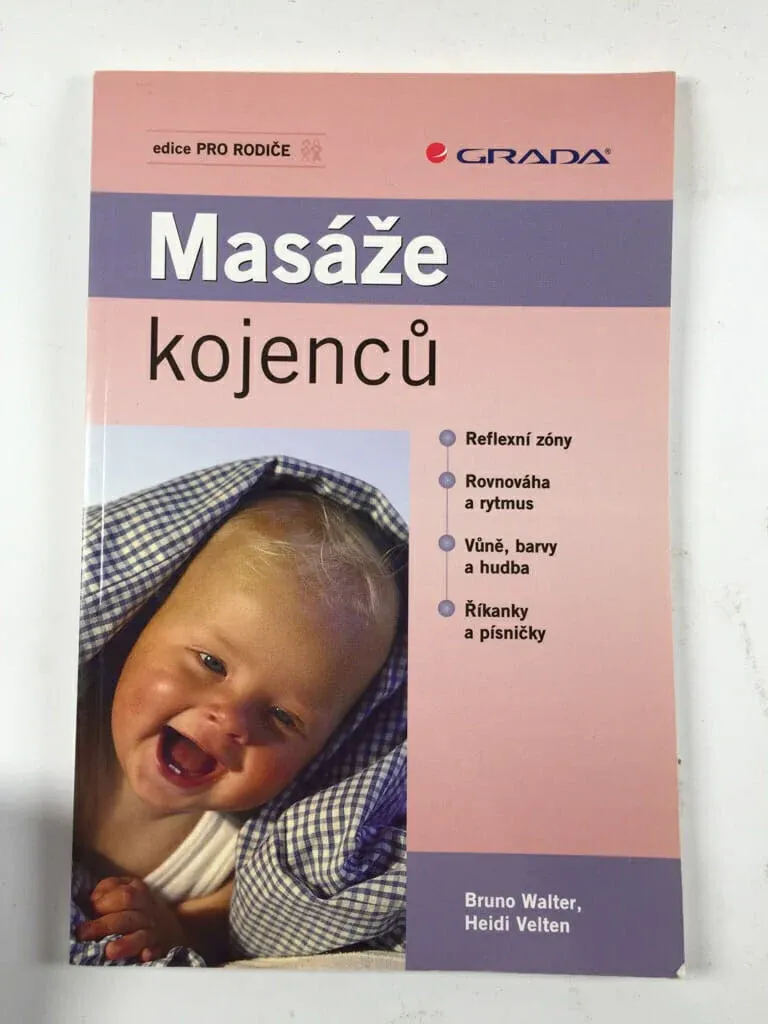 edice PRO RODIČE
GRADA®
Masáže
kojenců
Reflexní zóny
Rovnováha
a rytmus
Vůně, barvy
a hudba
Říkanky
a písničky
Bruno Walter,
Heidi Velten